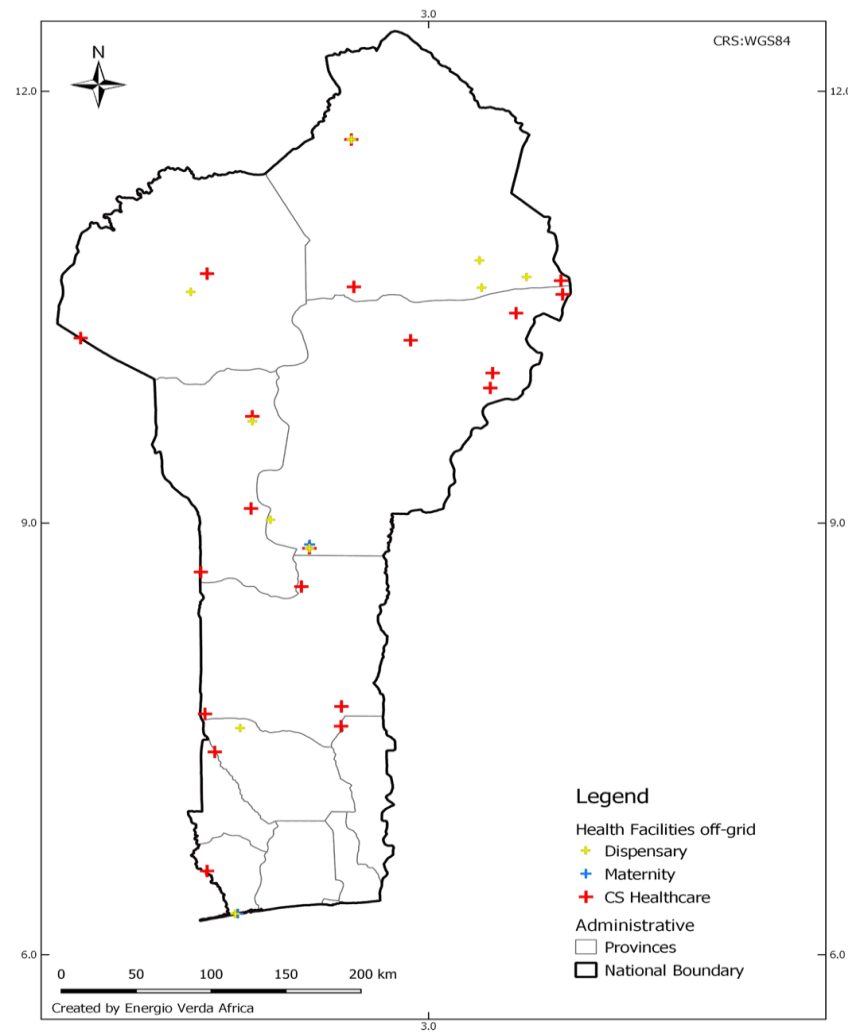 3.0
CRS:WGS84
N
12.0
12.0
9.0
9.0
Legend
Health Facilities off-grid
Dispensary
Maternity
CS Healthcare
Administrative
Provinces
National Boundary
6.0
6.0
0 50 100 150 200 km
Created by Energio Verda Africa
3.0